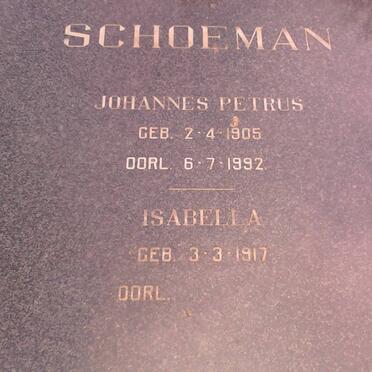 SCHOEMAN
JOHANNES PETRUS
GEB. 2·4·1905
OORL. 6·7·1992.
ISABELLA
GEB. 3·3·1917
OORL.